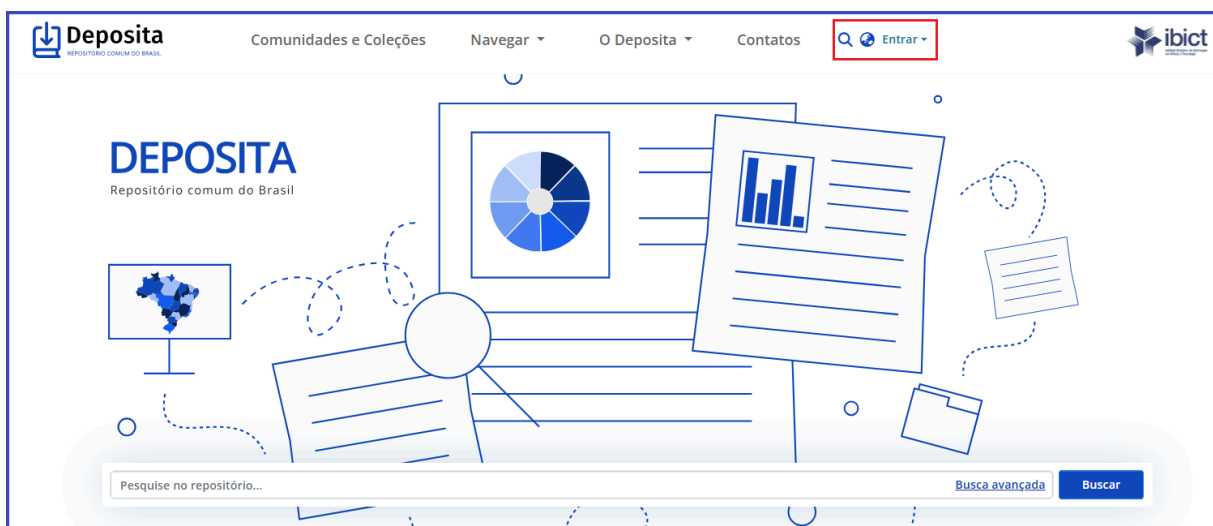 Deposita
REPOSITÓRIO COMUM DO BRASIL
Comunidades e Coleções Navegar O Deposita Contatos Entrar
ibict
DEPOSITA
Repositório comum do Brasil
Pesquise no repositório... Busca avançada Buscar